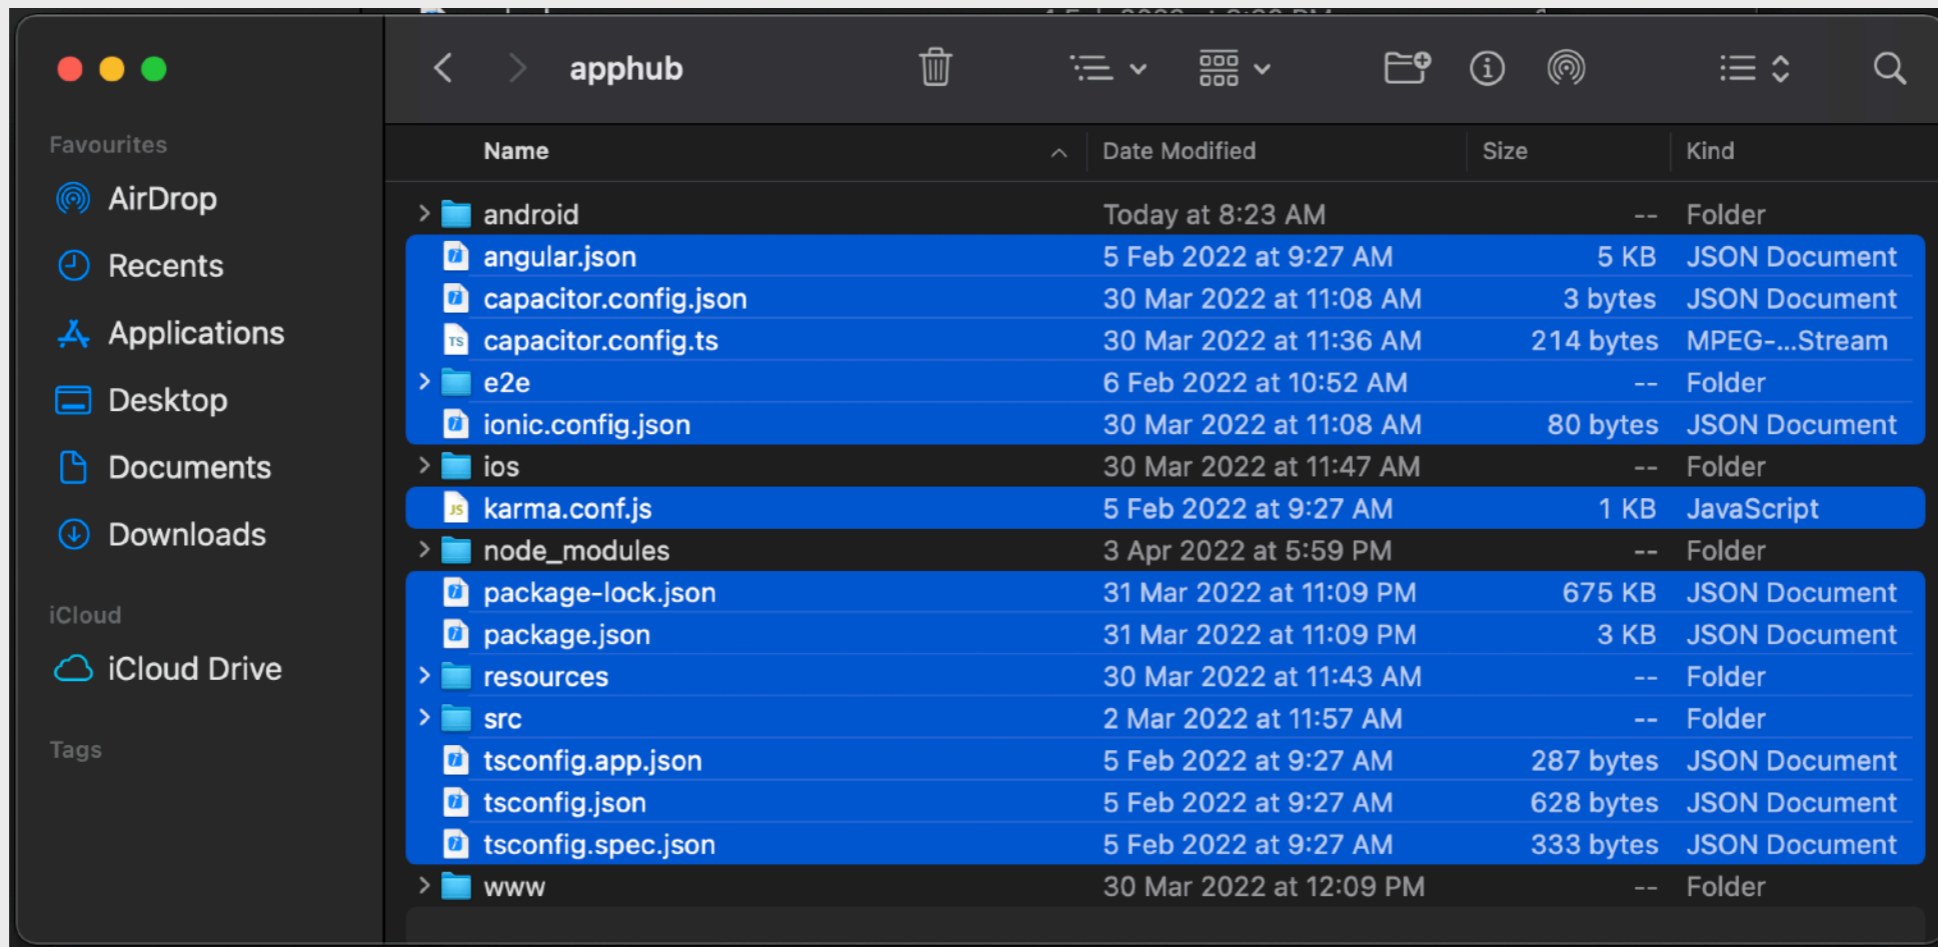 apphub
Favourites
AirDrop
Recents
Applications
Desktop
Documents
Downloads
iCloud
iCloud Drive
Tags
Name Date Modified Size Kind
android Today at 8:23 AM -- Folder
angular.json 5 Feb 2022 at 9:27 AM 5 KB JSON Document
capacitor.config.json 30 Mar 2022 at 11:08 AM 3 bytes JSON Document
TS capacitor.config.ts 30 Mar 2022 at 11:36 AM 214 bytes MPEG-...Stream
e2e 6 Feb 2022 at 10:52 AM -- Folder
ionic.config.json 30 Mar 2022 at 11:08 AM 80 bytes JSON Document
ios 30 Mar 2022 at 11:47 AM -- Folder
JS karma.conf.js 5 Feb 2022 at 9:27 AM 1 KB JavaScript
node_modules 3 Apr 2022 at 5:59 PM -- Folder
package-lock.json 31 Mar 2022 at 11:09 PM 675 KB JSON Document
package.json 31 Mar 2022 at 11:09 PM 3 KB JSON Document
resources 30 Mar 2022 at 11:43 AM -- Folder
src 2 Mar 2022 at 11:57 AM -- Folder
tsconfig.app.json 5 Feb 2022 at 9:27 AM 287 bytes JSON Document
tsconfig.json 5 Feb 2022 at 9:27 AM 628 bytes JSON Document
tsconfig.spec.json 5 Feb 2022 at 9:27 AM 333 bytes JSON Document
www 30 Mar 2022 at 12:09 PM -- Folder